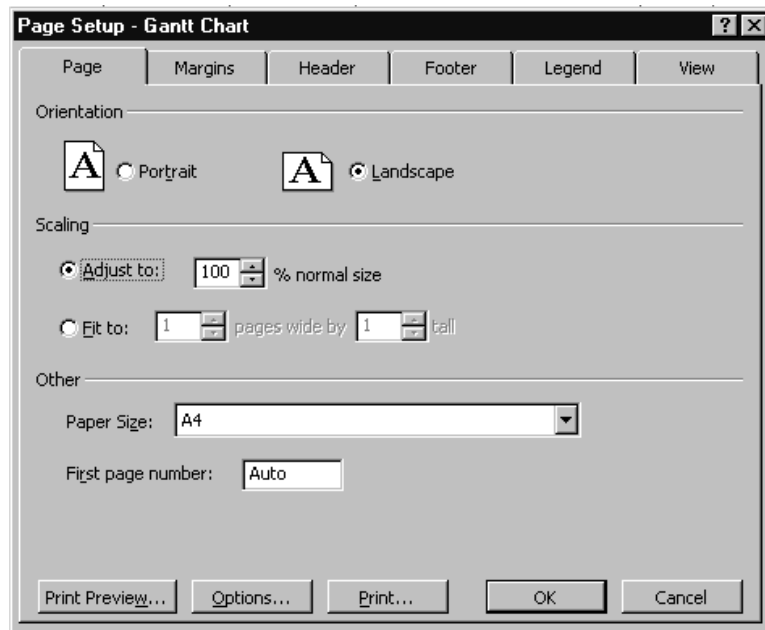 Page Setup - Gantt Chart
Page Margins Header Footer Legend View
Orientation
A Portrait A Landscape
Scaling
Adjust to: 100 % normal size
Fit to: 1 pages wide by 1 tall
Other
Paper Size: A4
First page number: Auto
Print Preview... Options... Print... OK Cancel